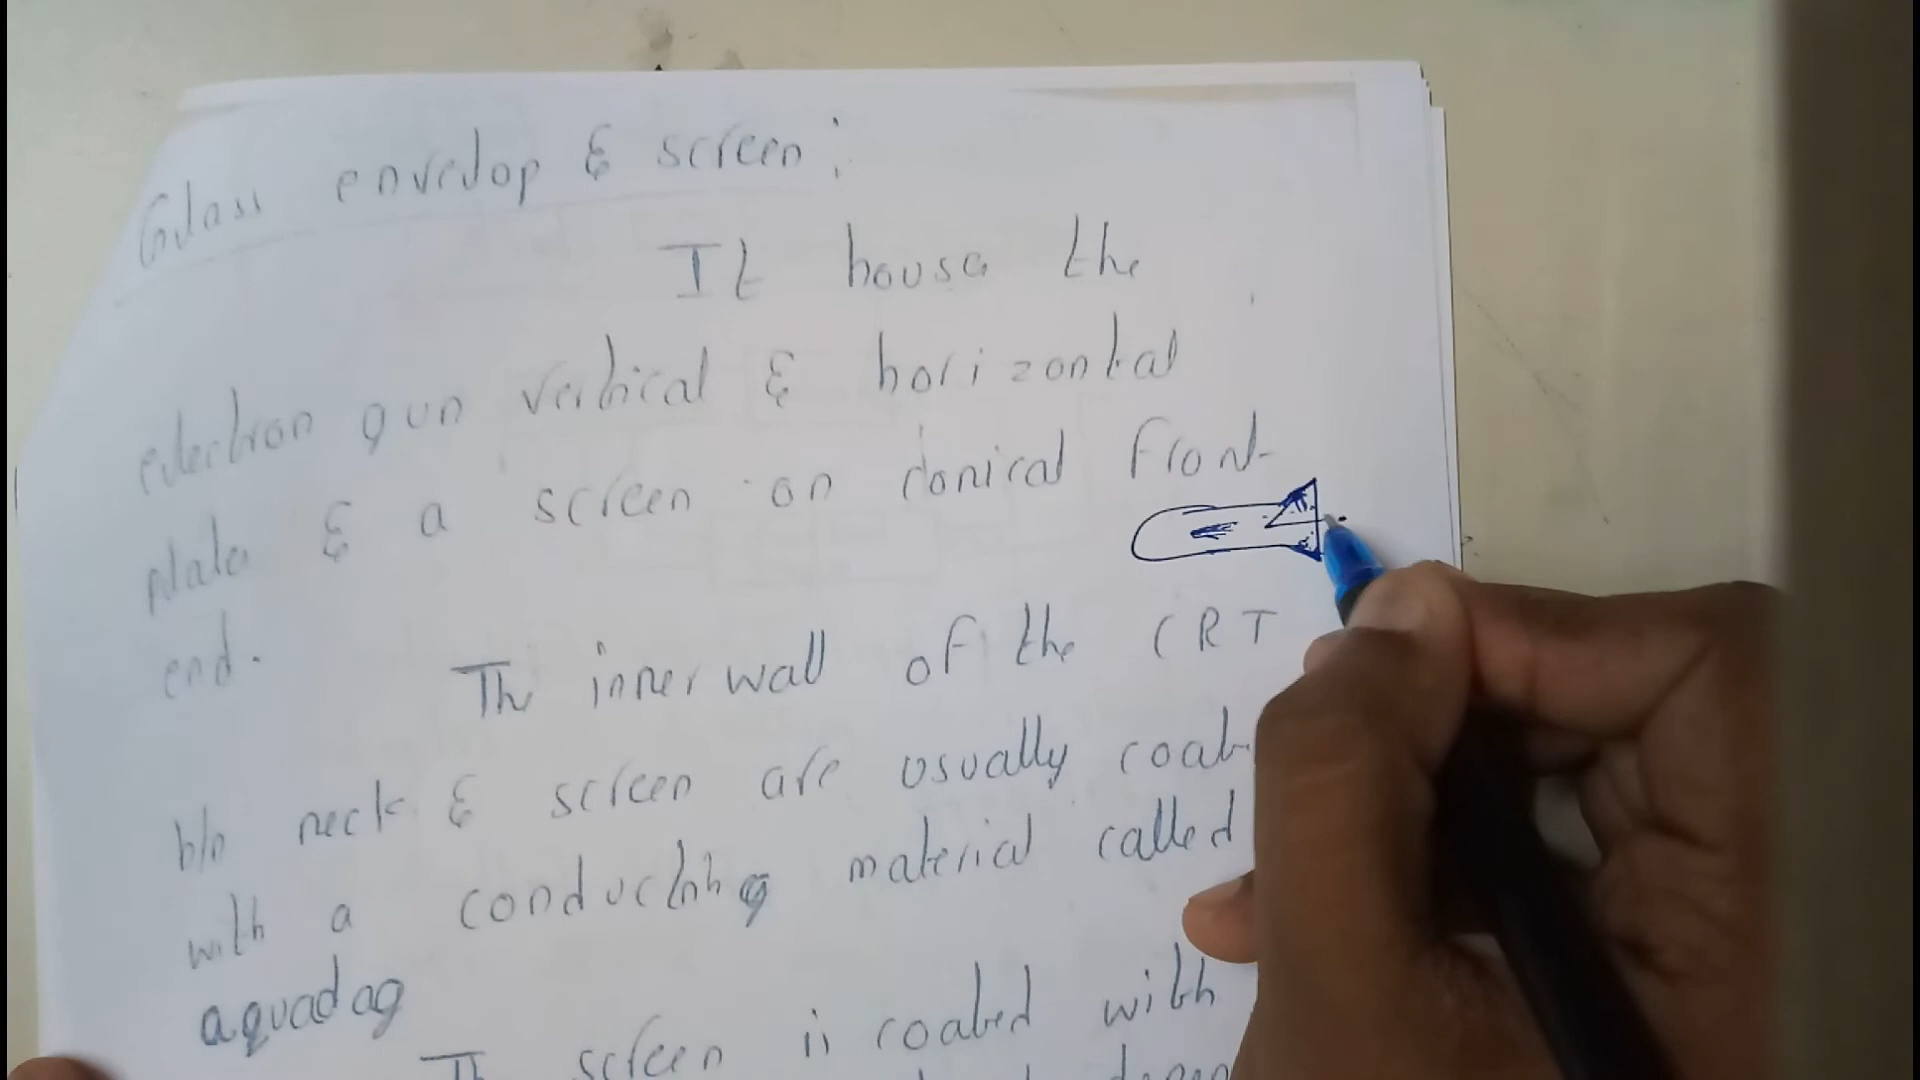 Glass envelop & screen:
It house the
electron gun vertical & horizontal
plate & a screen on conical front
end.
The inner wall of the CRT
b/n neck & screen are usually coat
with a conducting material called
aquadag
The screen is coated with